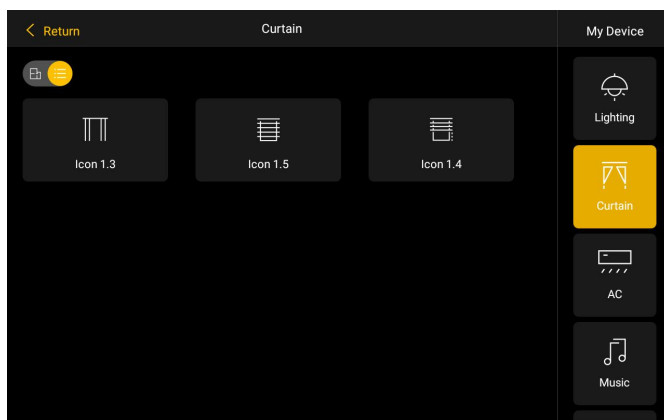 Return
Curtain
My Device
Icon 1.3
Icon 1.5
Icon 1.4
Lighting
Curtain
AC
Music